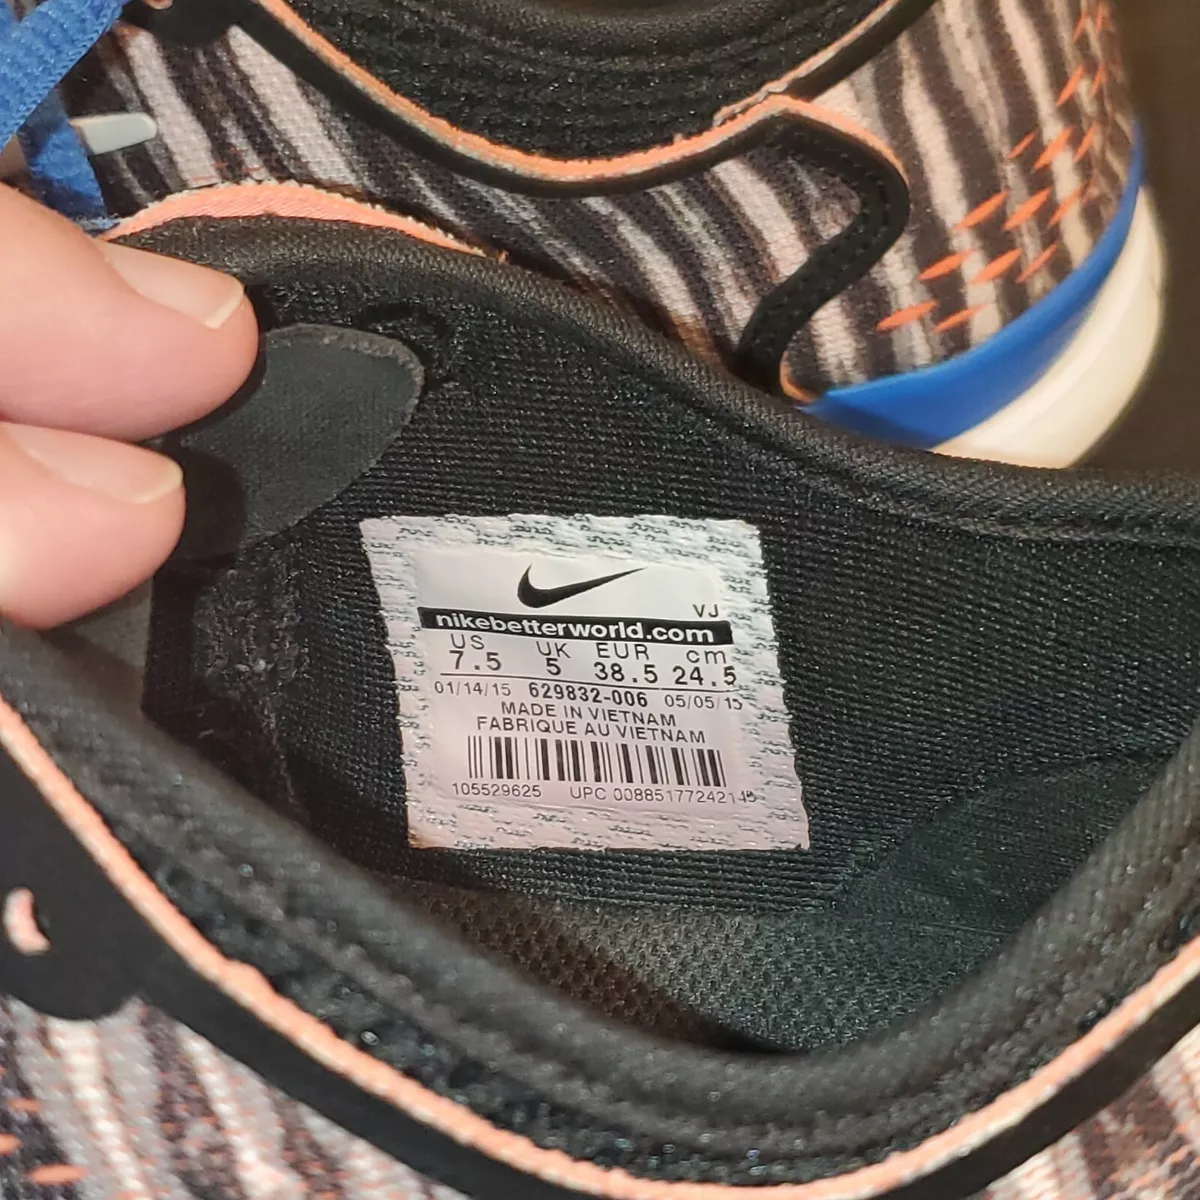 VJ
nikebetterworld.com
US UK EUR cm
7.5 5 38.5 24.5
01/14/15 629832-006 05/05/15
MADE IN VIETNAM
FABRIQUE AU VIETNAM
105529625 UPC